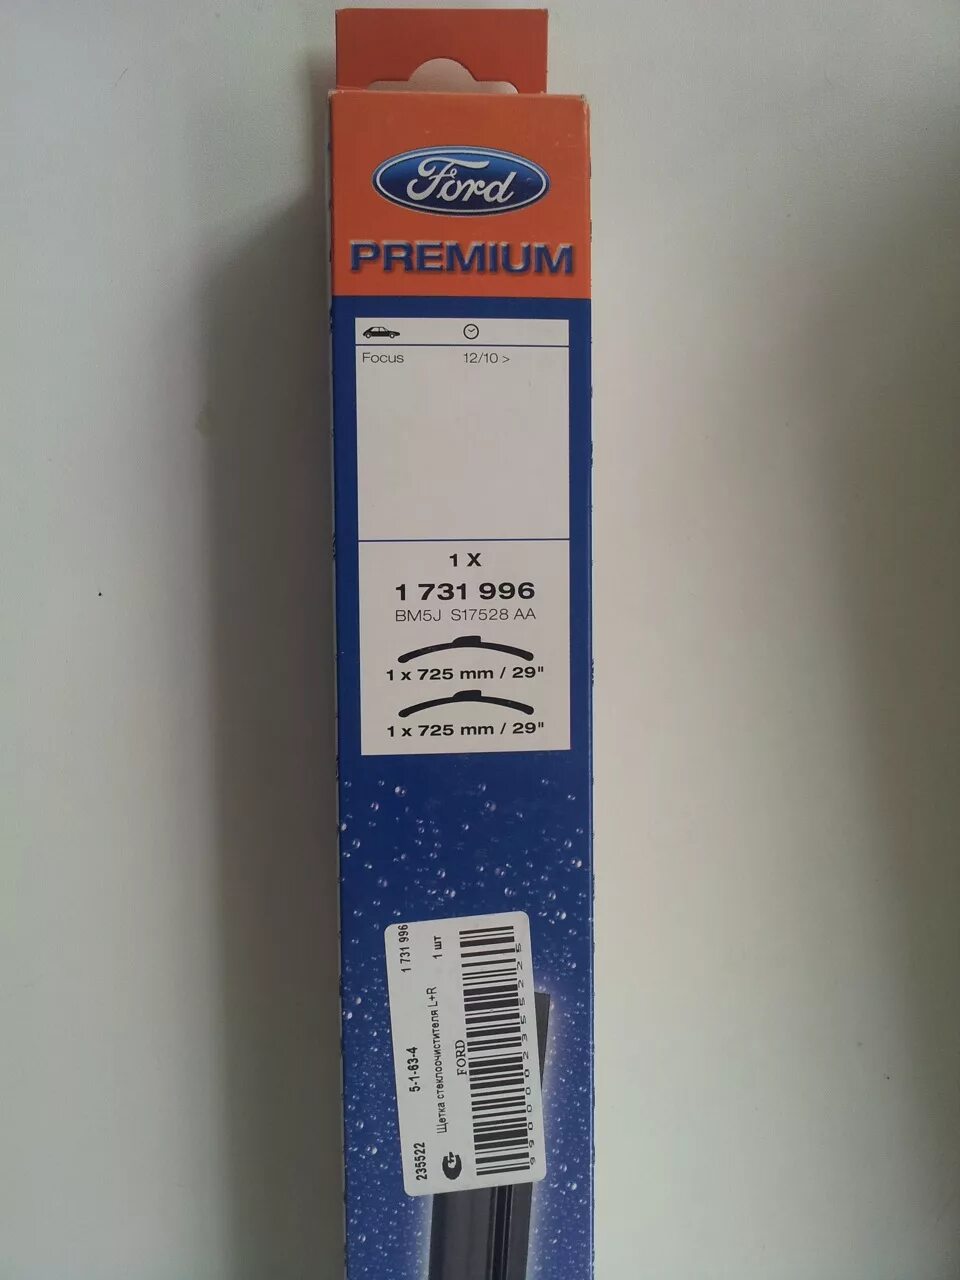 Ford
PREMIUM
Focus 12/10 >
1 X
1 731 996
BM5J S17528 AA
1 x 725 mm / 29"
1 x 725 mm / 29"
235522 5-1-63-4 1 731 996
Щетка стеклоочистителя L+R 1 шт
FORD
9900002355225